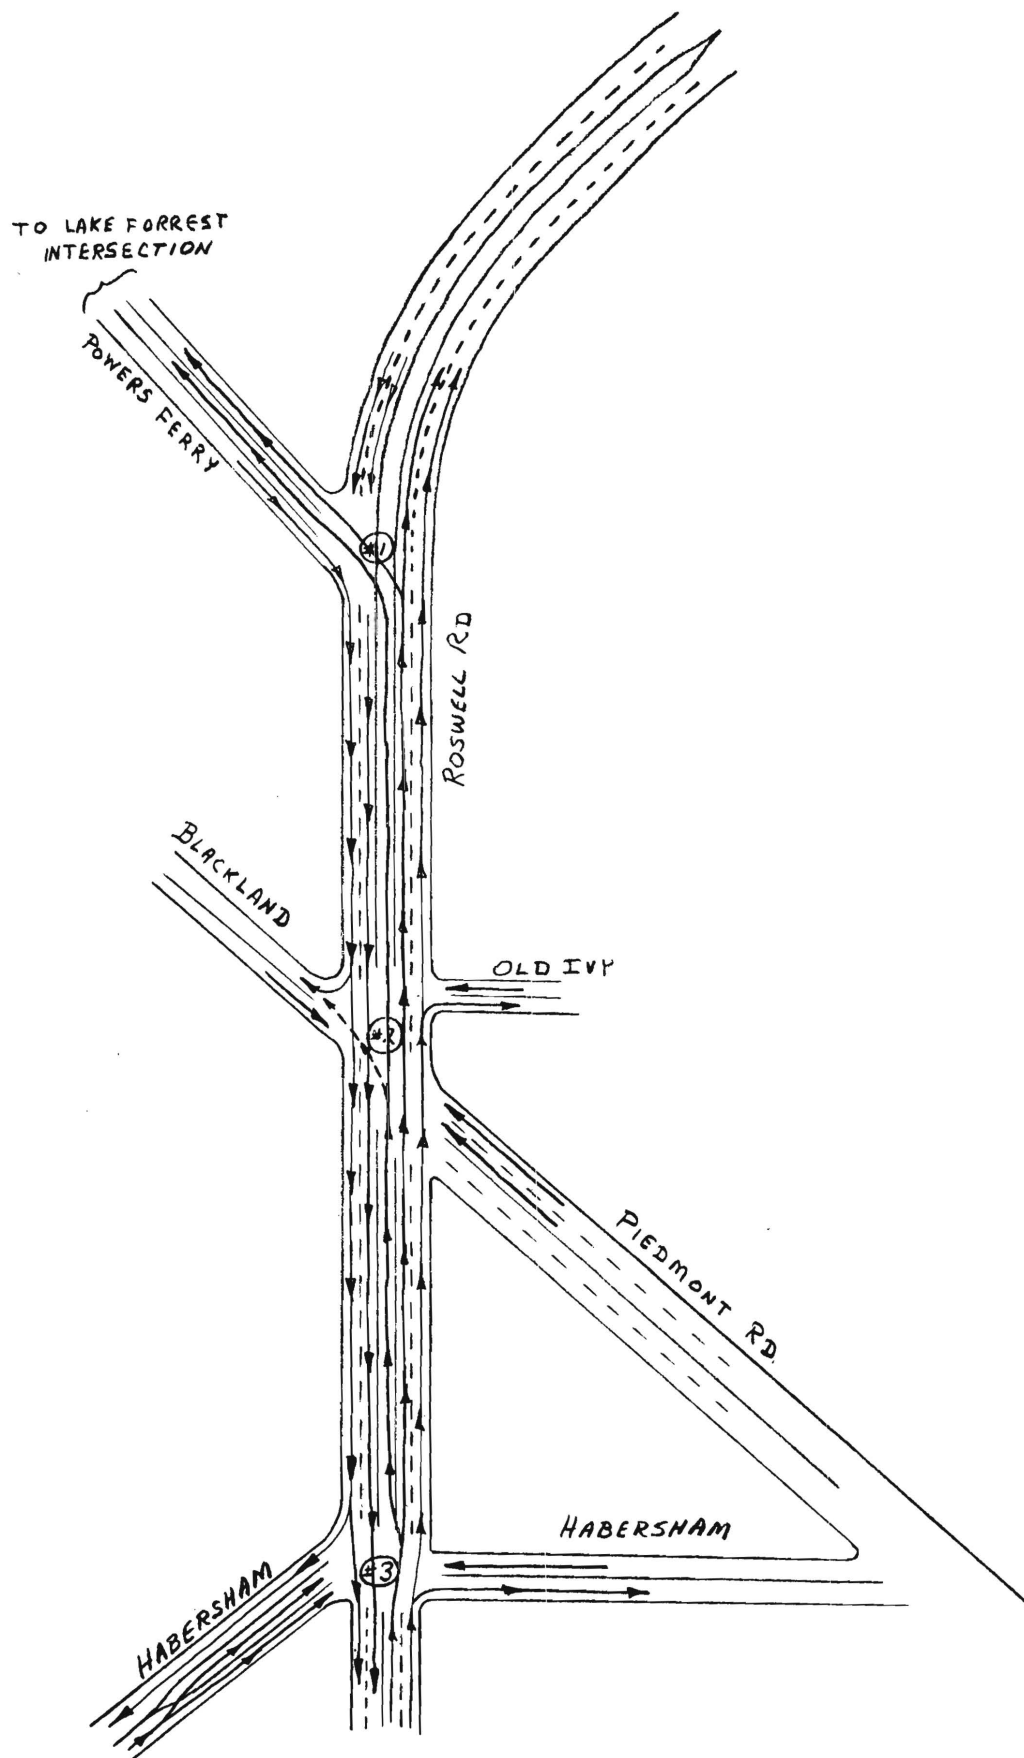 TO LAKE FORREST
INTERSECTION
POWERS FERRY
#1
ROSWELL RD
BLACKLAND
OLD IVY
#2
PIEDMONT RD.
HABERSHAM
#3
HABERSHAM